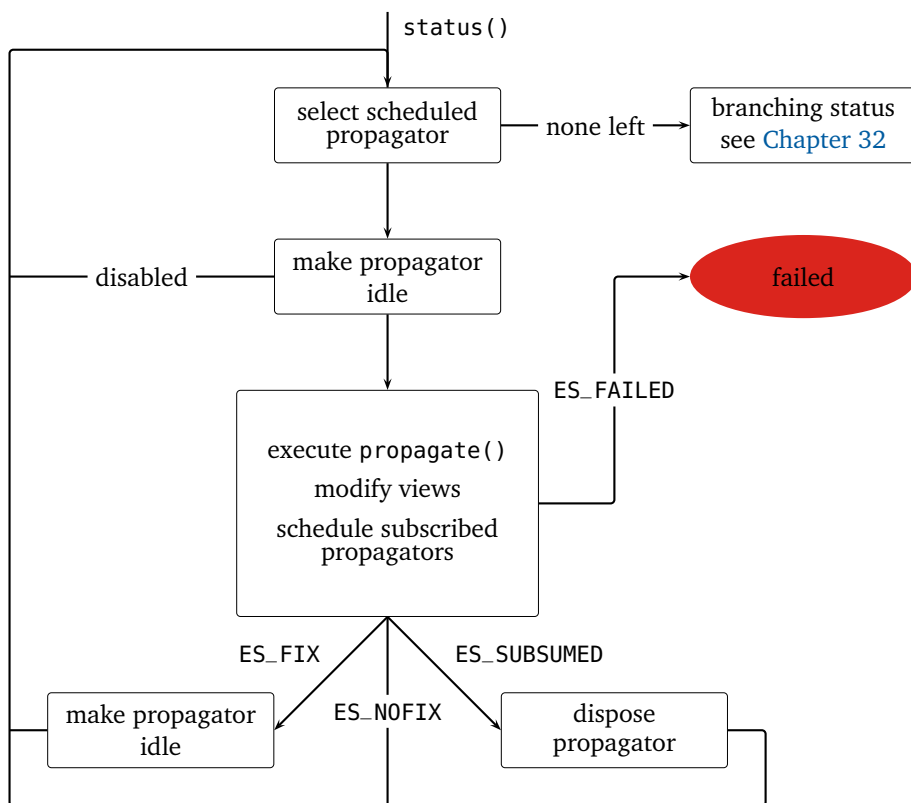 status()
select scheduled
propagator
none left
branching status
see Chapter 32
disabled
make propagator
idle
failed
ES_FAILED
execute propagate()
modify views
schedule subscribed
propagators
ES_FIX
ES_SUBSUMED
ES_NOFIX
make propagator
idle
dispose
propagator